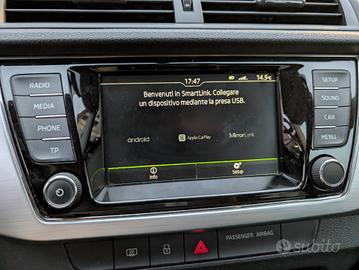 17:47
14.5°C
RADIO
MEDIA
PHONE
TP
Benvenuti in SmartLink. Collegare
un dispositivo mediante la presa USB.
android
Apple CarPlay
MirrorLink
Info
Setup
SETUP
SOUND
CAR
MENU
PASSENGER AIRBAG
subito